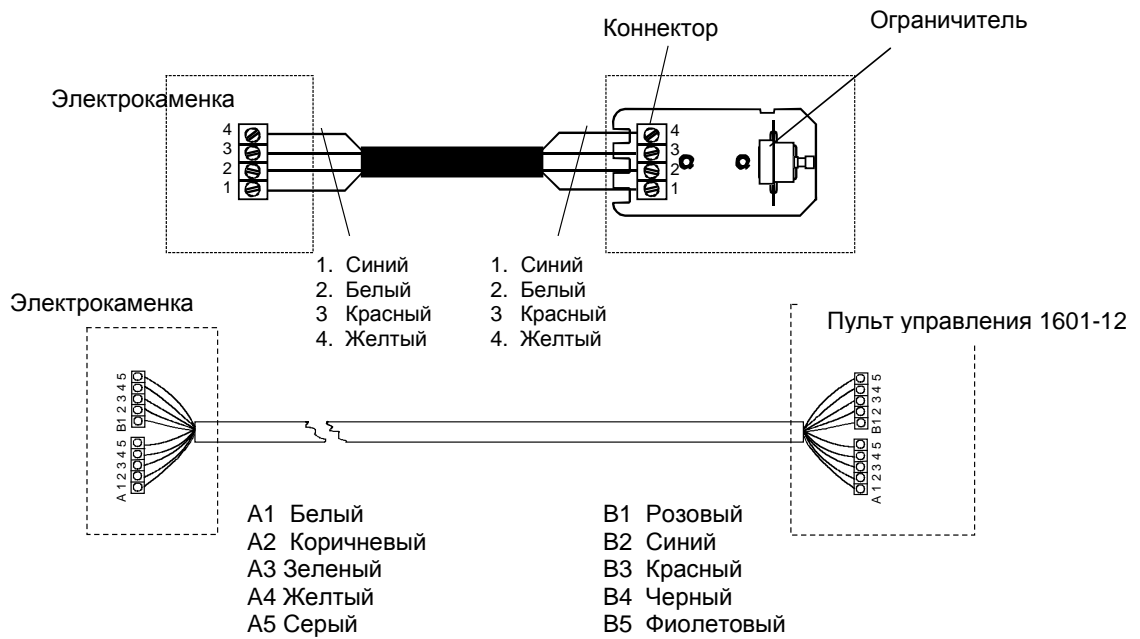 Коннектор
Ограничитель
Электрокаменка
4
3
2
1
4
3
2
1
1. Синий
2. Белый
3 Красный
4. Желтый
1. Синий
2. Белый
3 Красный
4. Желтый
Электрокаменка
Пульт управления 1601-12
B1 2 3 4 5
A 1 2 3 4 5
B1 2 3 4 5
A 1 2 3 4 5
A1 Белый
A2 Коричневый
A3 Зеленый
A4 Желтый
A5 Серый
B1 Розовый
B2 Синий
B3 Красный
B4 Черный
B5 Фиолетовый